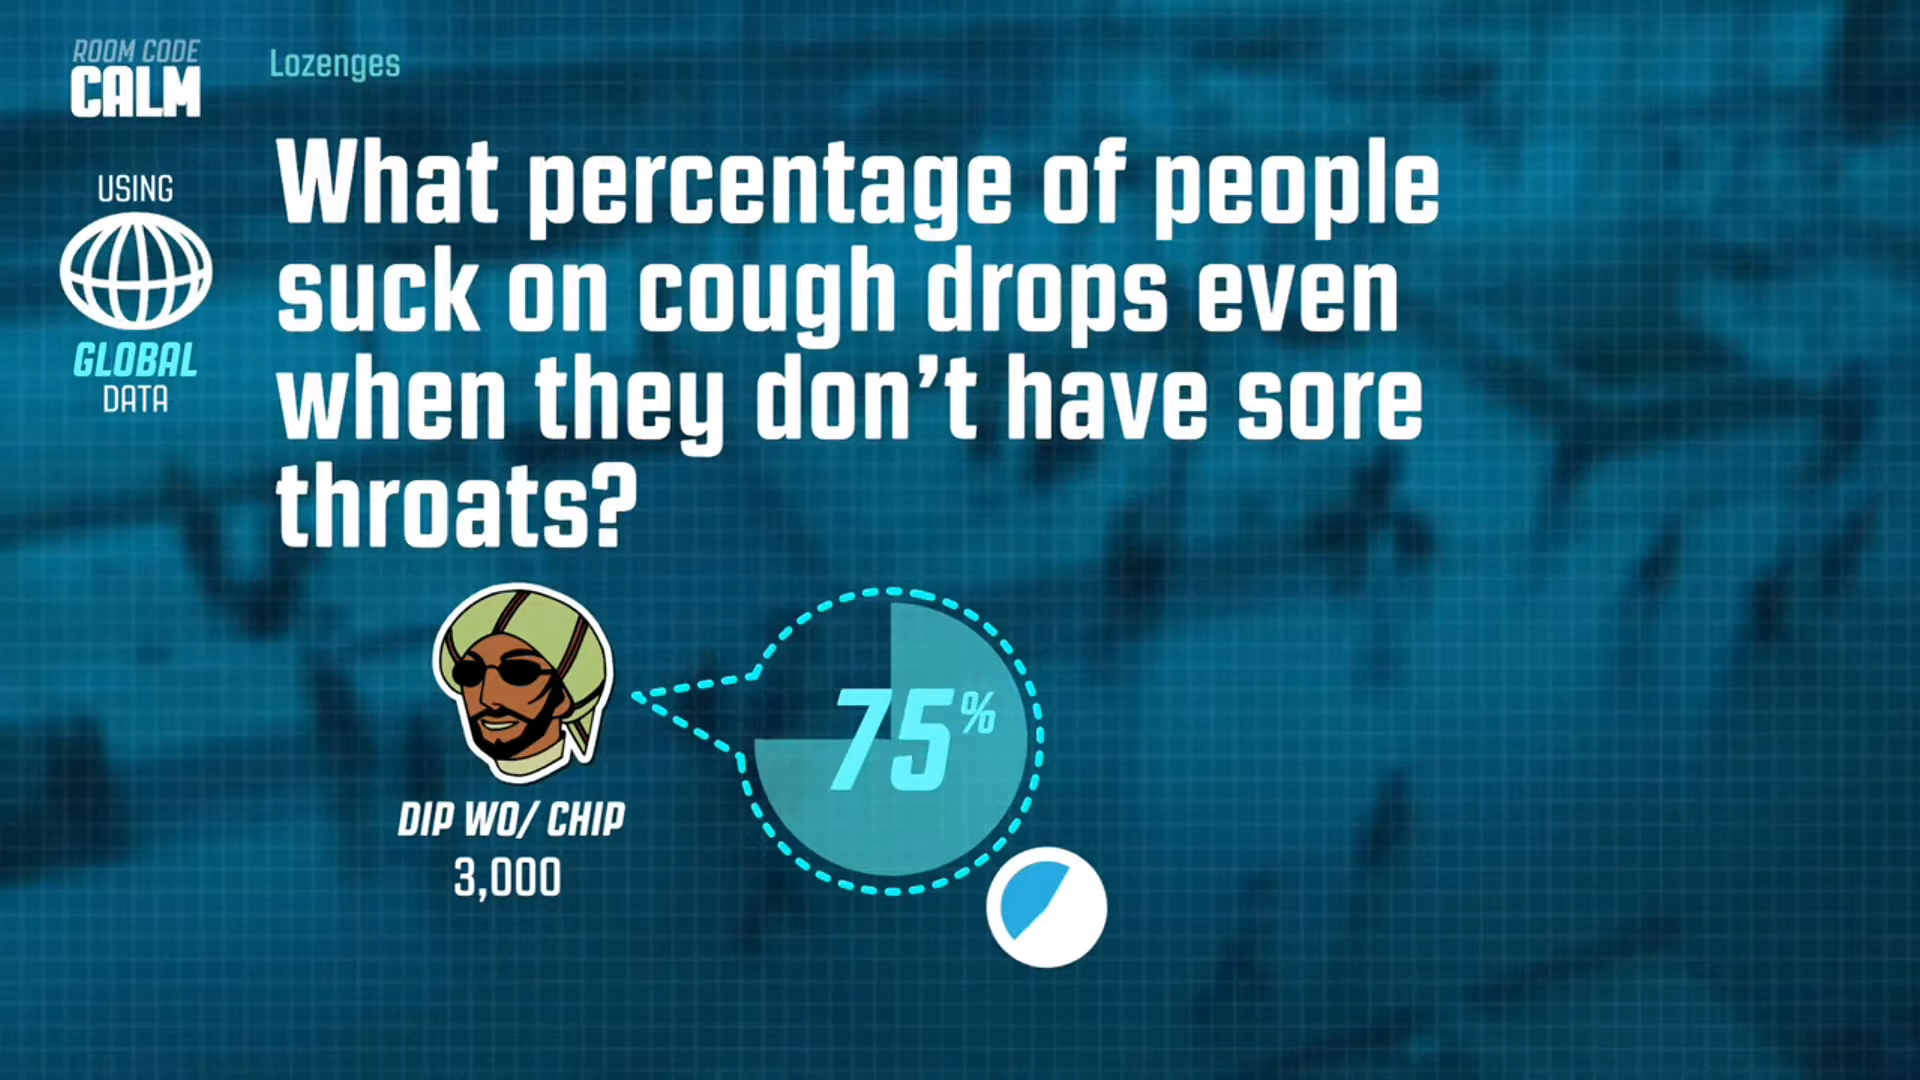 ROOM CODE
CALM
Lozenges
USING
GLOBAL
DATA
What percentage of people
suck on cough drops even
when they don't have sore
throats?
75%
DIP WO/ CHIP
3,000